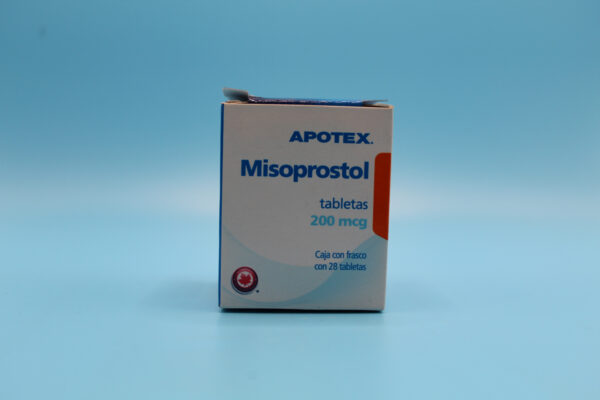 APOTEX.
Misoprostol
tabletas
200 mcg
Caja con frasco
con 28 tabletas